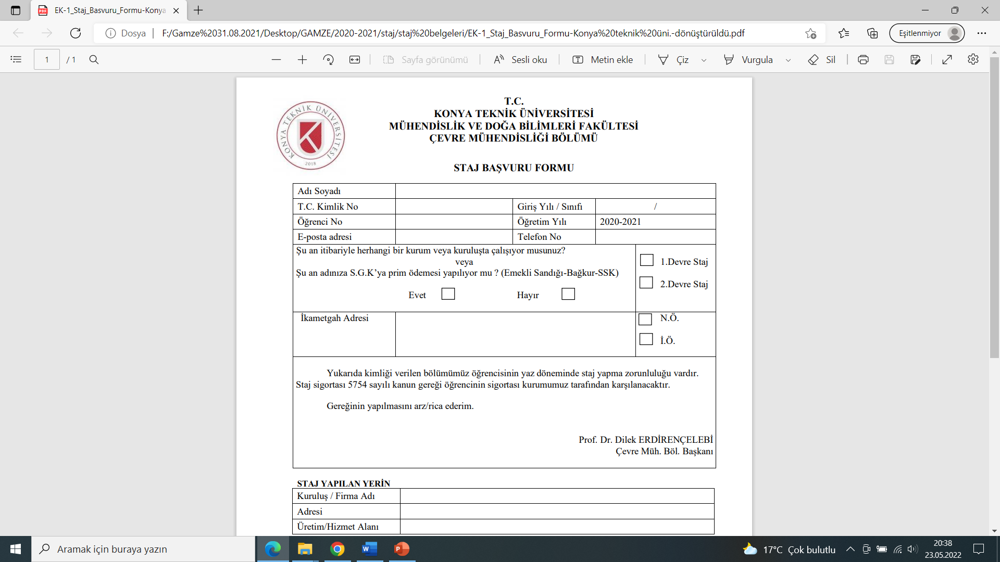 EK-1_Staj_Basvuru_Formu-Konya
Dosya
F:/Gamze%2031.08.2021/Desktop/GAMZE/2020-2021/staj/staj%20belgeleri/EK-1_Staj_Basvuru_Formu-Konya%20teknik%20üni.-dönüştürüldü.pdf
Eşitlenmiyor
1 / 1
Sayfa görünümü
Sesli oku
Metin ekle
Çiz
Vurgula
Sil
KONYA TEKNİK ÜNİVERSİTESİ
2018
T.C.
KONYA TEKNİK ÜNİVERSİTESİ
MÜHENDİSLİK VE DOĞA BİLİMLERİ FAKÜLTESİ
ÇEVRE MÜHENDİSLİĞİ BÖLÜMÜ
STAJ BAŞVURU FORMU
Adı Soyadı
T.C. Kimlik No
Giriş Yılı / Sınıfı
/
Öğrenci No
Öğretim Yılı
2020-2021
E-posta adresi
Telefon No
Şu an itibariyle herhangi bir kurum veya kuruluşta çalışıyor musunuz?
veya
Şu an adınıza S.G.K'ya prim ödemesi yapılıyor mu ? (Emekli Sandığı-Bağkur-SSK)
Evet
Hayır
1.Devre Staj
2.Devre Staj
İkametgah Adresi
N.Ö.
İ.Ö.
Yukarıda kimliği verilen bölümümüz öğrencisinin yaz döneminde staj yapma zorunluluğu vardır.
Staj sigortası 5754 sayılı kanun gereği öğrencinin sigortası kurumumuz tarafından karşılanacaktır.
Gereğinin yapılmasını arz/rica ederim.
Prof. Dr. Dilek ERDİRENÇELEBİ
Çevre Müh. Böl. Başkanı
STAJ YAPILAN YERİN
Kuruluş / Firma Adı
Adresi
Üretim/Hizmet Alanı
Aramak için buraya yazın
17°C Çok bulutlu
20:38
23.05.2022